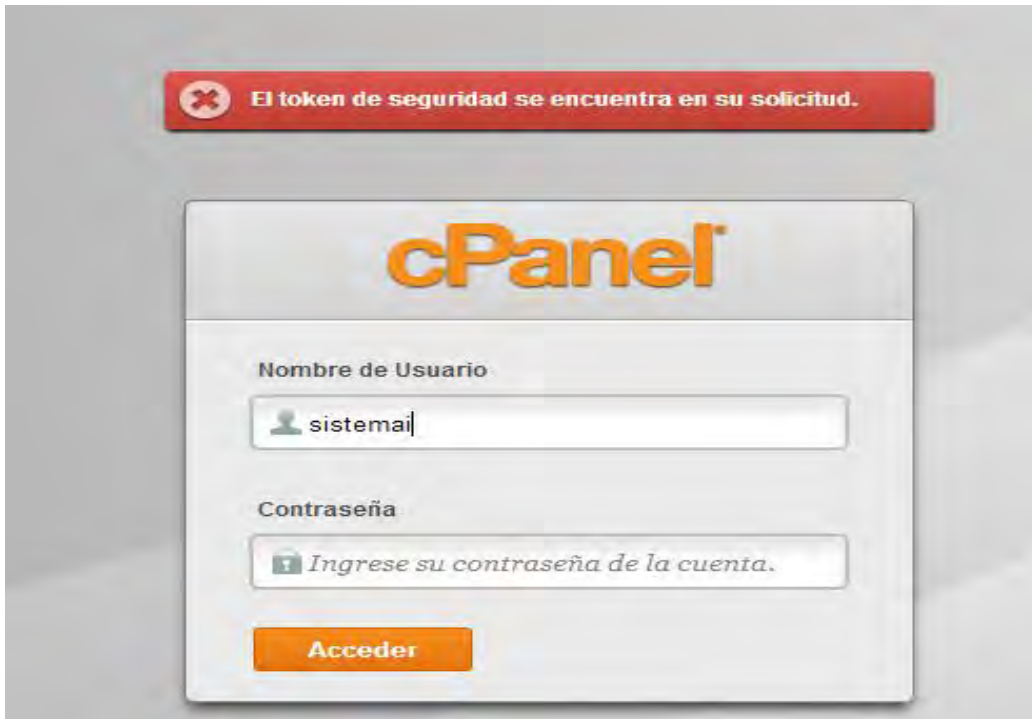 El token de seguridad se encuentra en su solicitud.
cPanel
Nombre de Usuario
sistemai
Contraseña
Ingrese su contraseña de la cuenta.
Acceder